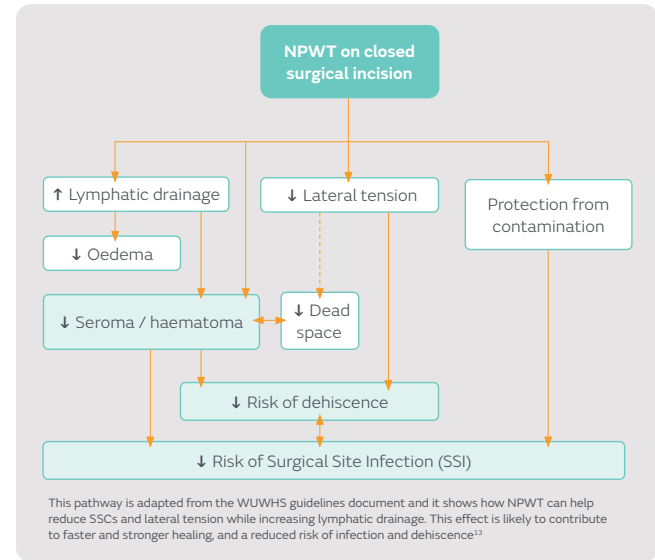 NPWT on closed
surgical incision
↑ Lymphatic drainage
↓ Lateral tension
Protection from
contamination
↓ Oedema
↓ Seroma / haematoma
↓ Dead
space
↓ Risk of dehiscence
↓ Risk of Surgical Site Infection (SSI)
This pathway is adapted from the WUWHS guidelines document and it shows how NPWT can help
reduce SSCs and lateral tension while increasing lymphatic drainage. This effect is likely to contribute
to faster and stronger healing, and a reduced risk of infection and dehiscence¹³